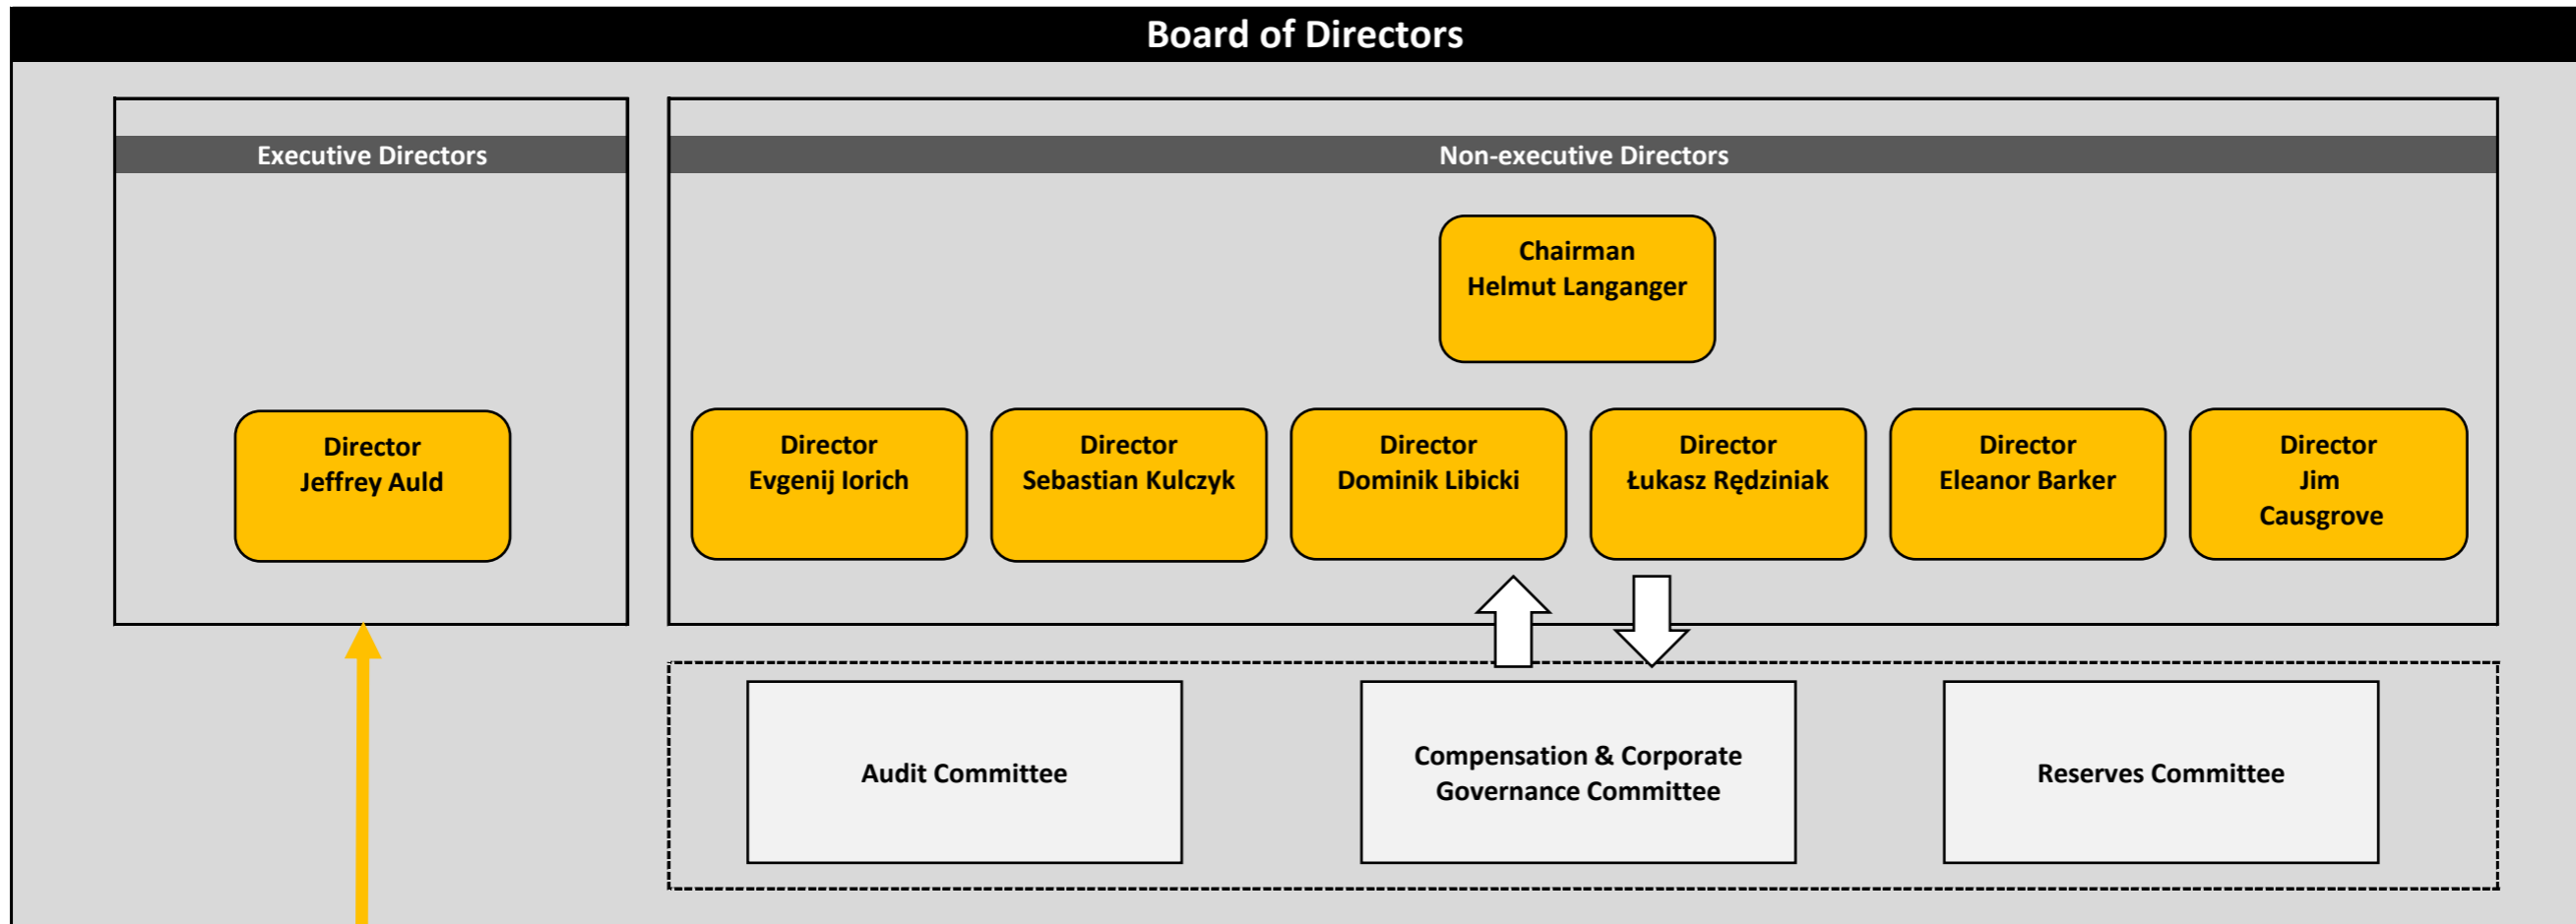 Board of Directors
Executive Directors
Director
Jeffrey Auld
Non-executive Directors
Chairman
Helmut Langanger
Director
Evgenij Iorich
Director
Sebastian Kulczyk
Director
Dominik Libicki
Director
Łukasz Rędziniak
Director
Eleanor Barker
Director
Jim
Causgrove
Audit Committee
Compensation & Corporate
Governance Committee
Reserves Committee